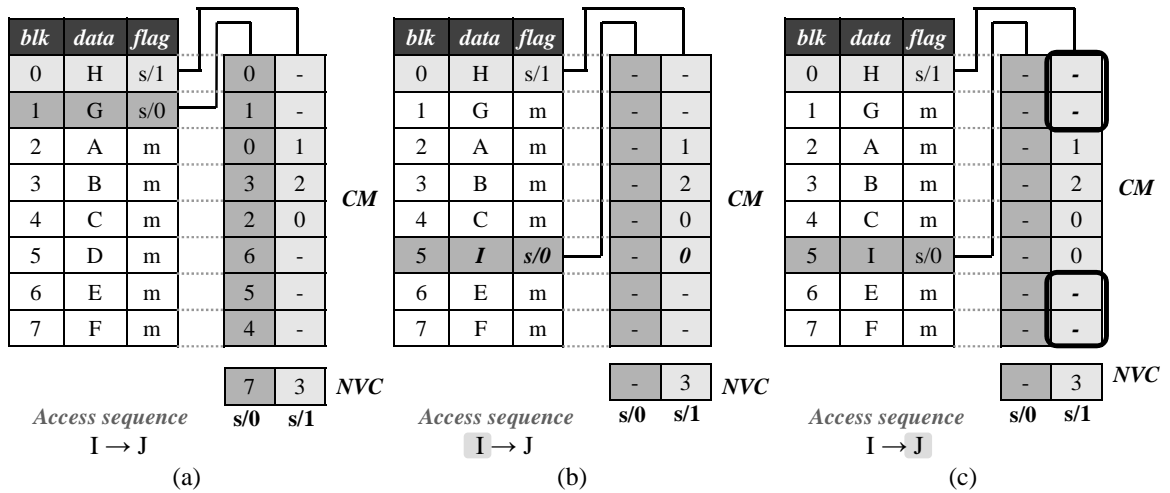 blk data flag
0 H s/1 0 -
1 G s/0 1 -
2 A m 0 1
3 B m 3 2
4 C m 2 0
5 D m 6 -
6 E m 5 -
7 F m 4 -
CM
7 3 NVC
s/0 s/1
Access sequence
I → J
(a)
blk data flag
0 H s/1 - -
1 G m - -
2 A m - 1
3 B m - 2
4 C m - 0
5 I s/0 - 0
6 E m - -
7 F m - -
CM
- 3 NVC
s/0 s/1
Access sequence
I → J
(b)
blk data flag
0 H s/1 - -
1 G m - -
2 A m - 1
3 B m - 2
4 C m - 0
5 I s/0 - 0
6 E m - -
7 F m - -
CM
- 3 NVC
s/0 s/1
Access sequence
I → J
(c)